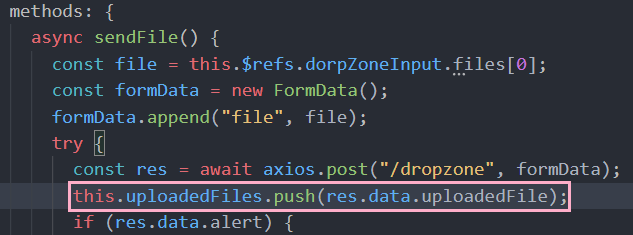 methods: {
async sendFile() {
const file = this.$refs.dorpZoneInput.files[0];
const formData = new FormData();
formData.append("file", file);
try {
const res = await axios.post("/dropzone", formData);
this.uploadedFiles.push(res.data.uploadedFile);
if (res.data.alert) {